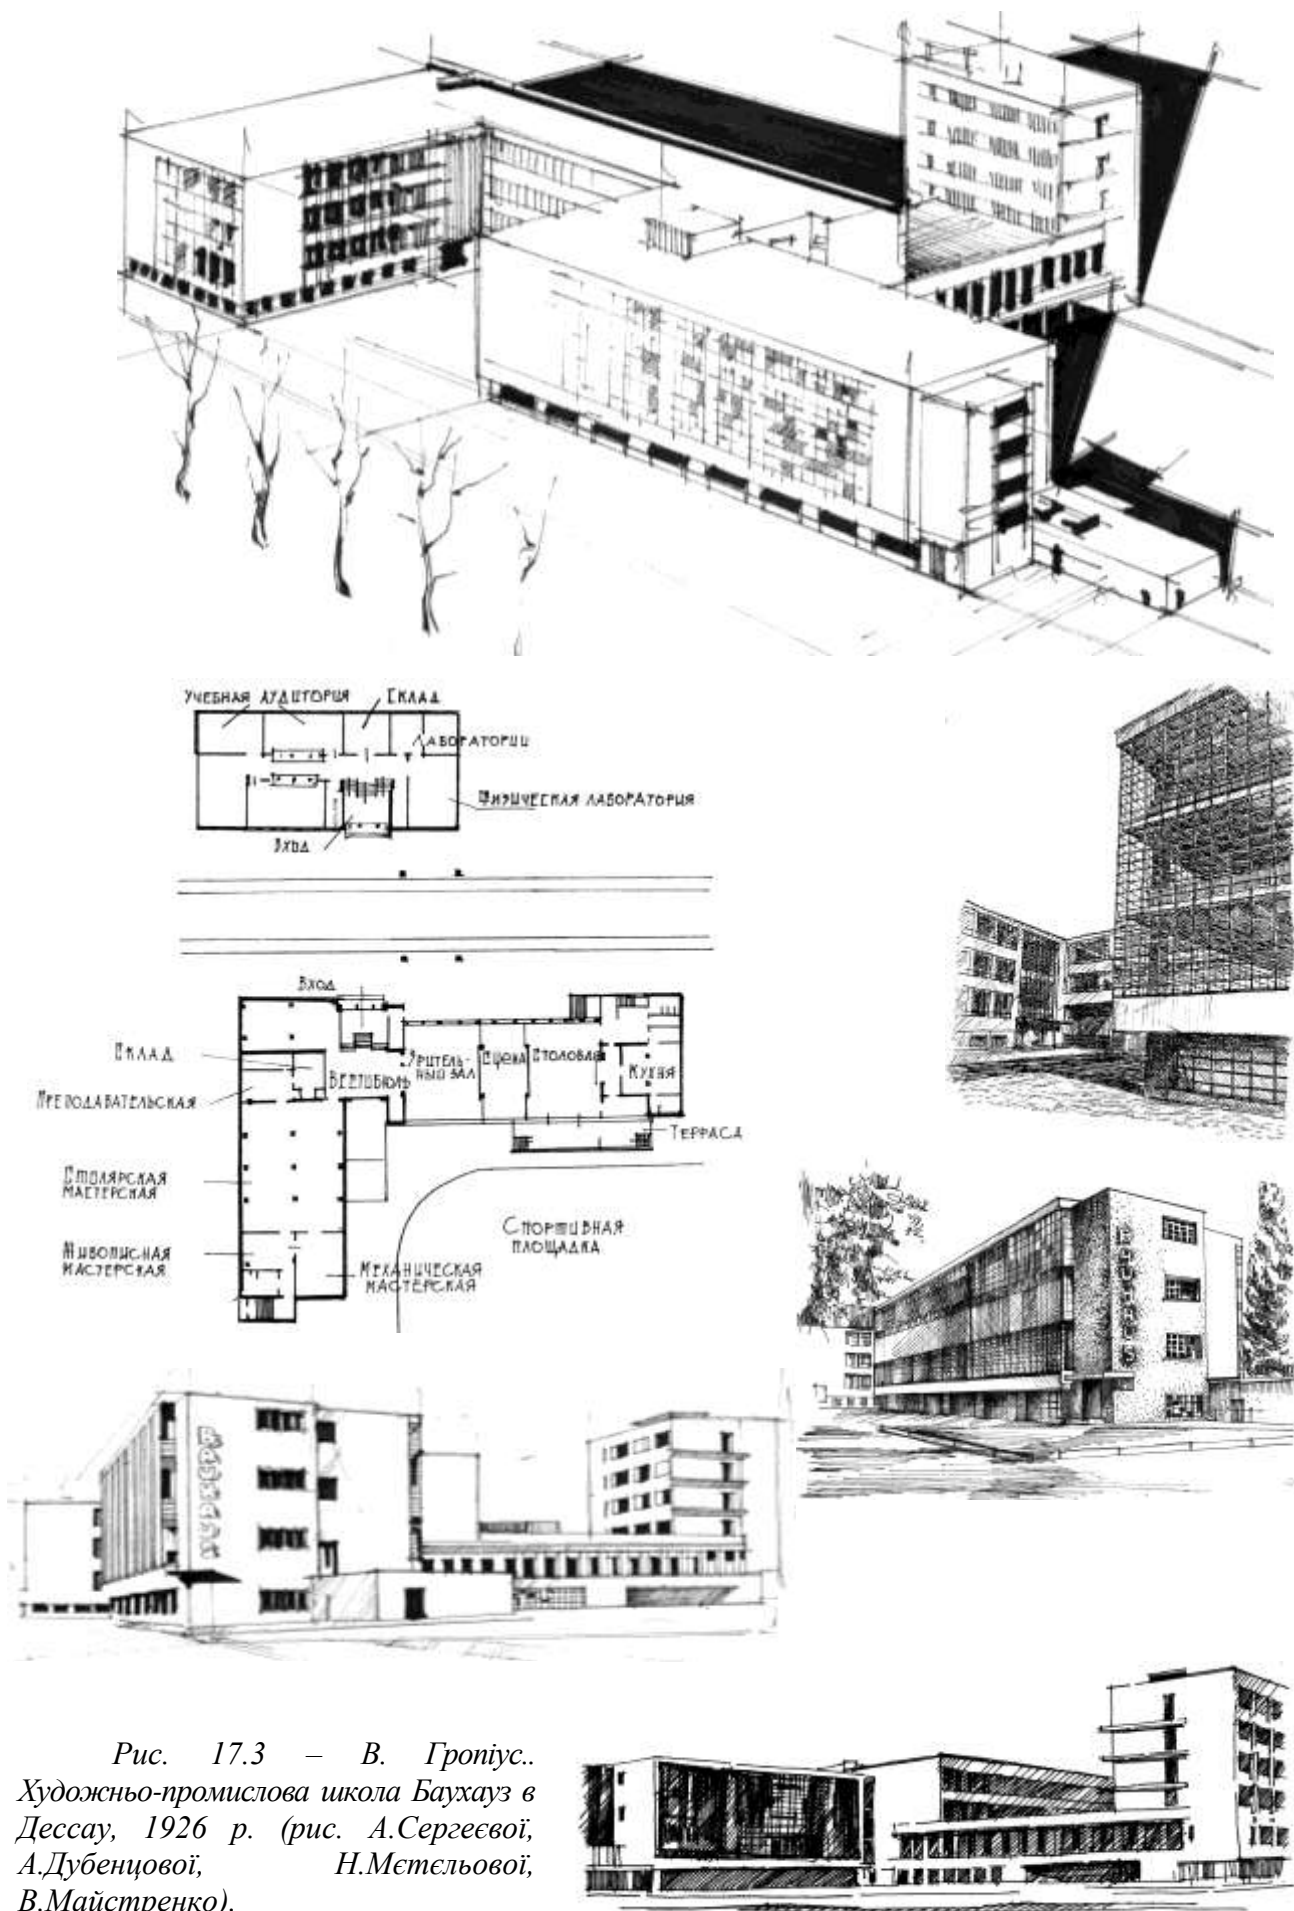 УЧЕБНАЯ АУДИТОРИЯ
СКЛАД
ЛАБОРАТОРИИ
ФИЗИЧЕСКАЯ ЛАБОРАТОРИЯ
ВХОД
ВХОД
СКЛАД
ПРЕПОДАВАТЕЛЬСКАЯ
ВЕСТИБЮЛЬ
ЗРИТЕЛЬ-
НЫЙ ЗАЛ
СЦЕНА
СТОЛОВАЯ
КУХНЯ
ТЕРРАСА
СТОЛЯРСКАЯ
МАСТЕРСКАЯ
СПОРТИВНАЯ
ПЛОЩАДКА
ЖИВОПИСНАЯ
МАСТЕРСКАЯ
МЕХАНИЧЕСКАЯ
МАСТЕРСКАЯ
BAUHAUS
Рис. 17.3 – В. Гропіус..
Художньо-промислова школа Баухауз в
Дессау, 1926 р. (рис. А.Сергеєвої,
А.Дубенцової, Н.Мєтєльової,
В.Майстренко).